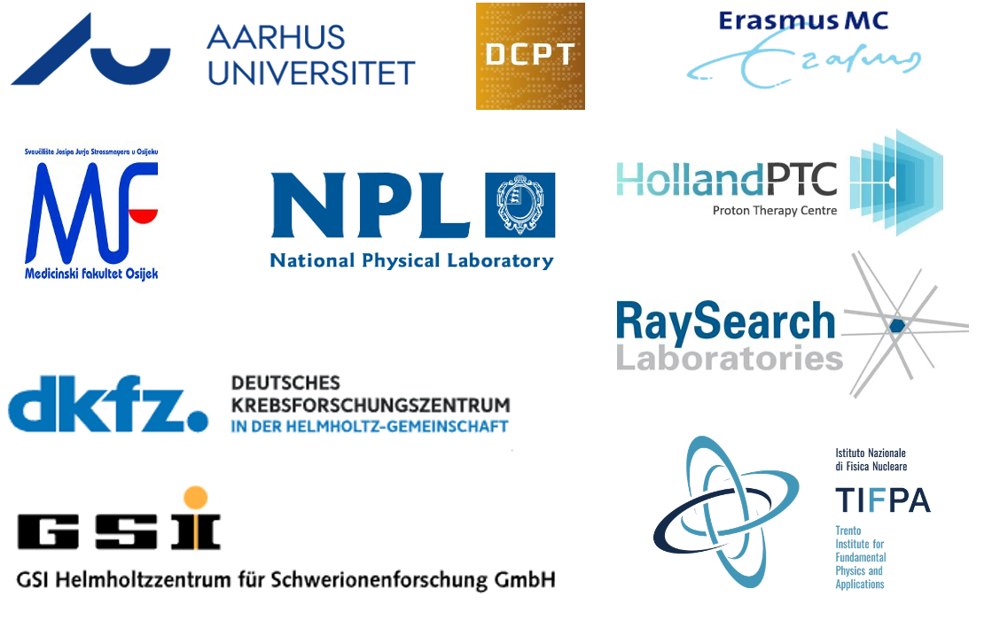 AARHUS
UNIVERSITET
DCPT
Erasmus MC
Erasmus
Sveučilište Josipa Jurja Strossmayera u Osijeku
MF
Medicinski fakultet Osijek
NPL
National Physical Laboratory
HollandPTC
Proton Therapy Centre
RaySearch
Laboratories
dkfz.
DEUTSCHES
KREBSFORSCHUNGSZENTRUM
IN DER HELMHOLTZ-GEMEINSCHAFT
GSI
GSI Helmholtzzentrum für Schwerionenforschung GmbH
Istituto Nazionale
di Fisica Nucleare
TIFPA
Trento
Institute for
Fundamental
Physics and
Applications